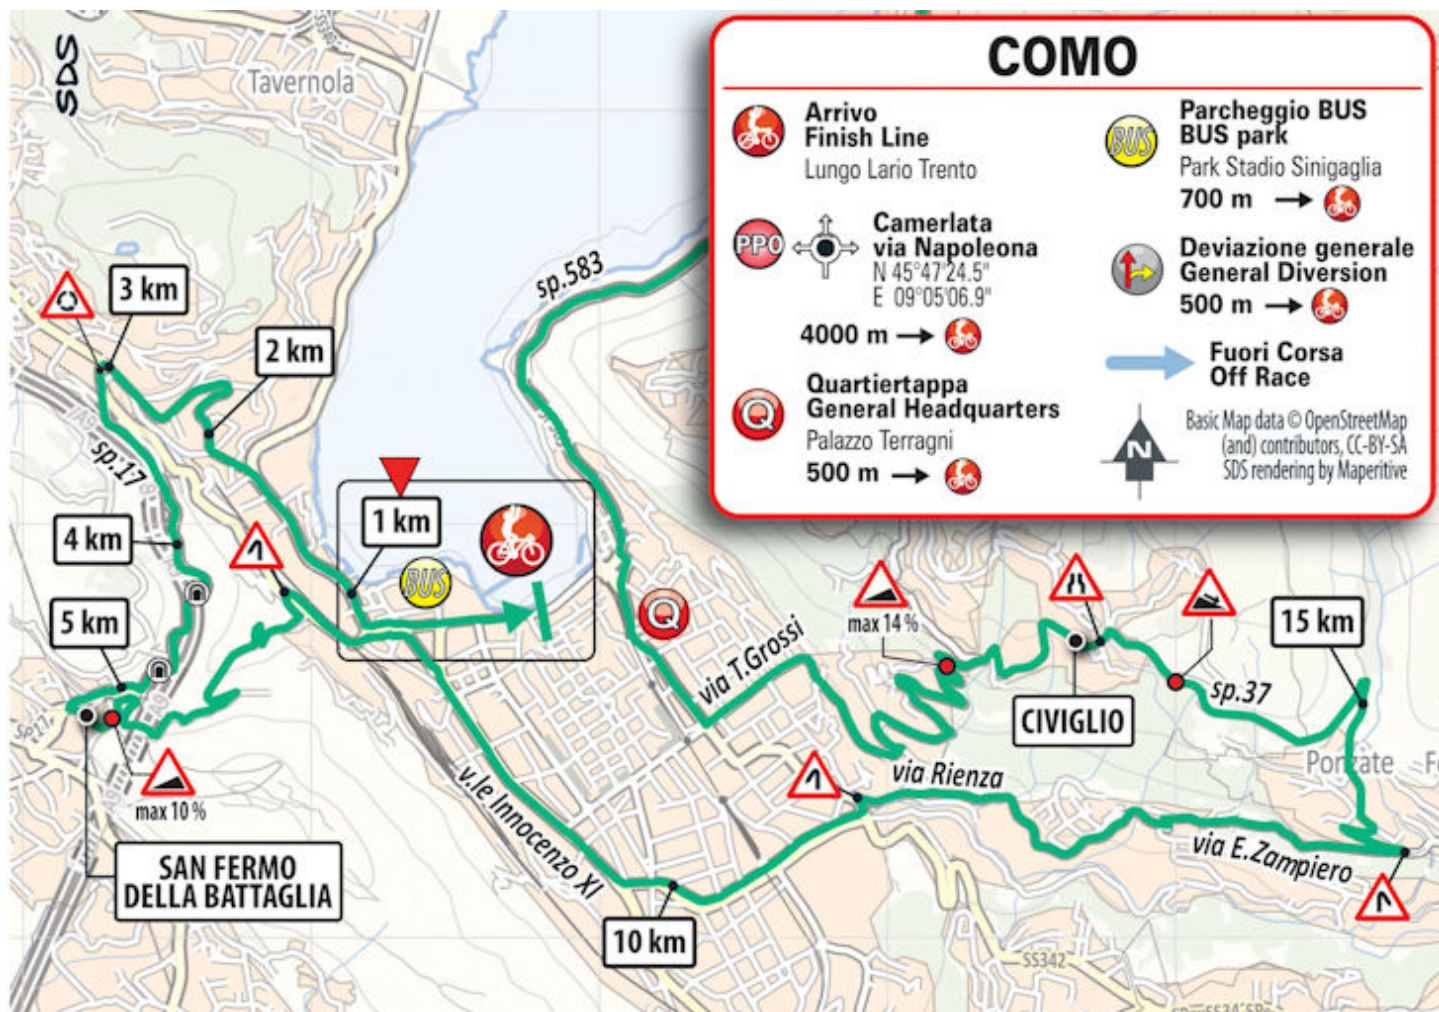 SDS
Tavernola
SS340
COMO
Arrivo
Finish Line
Lungo Lario Trento
PPO
Camerlata
via Napoleona
N 45°47'24.5"
E 09°05'06.9"
4000 m
Q
Quartiertappa
General Headquarters
Palazzo Terragni
500 m
BUS
Parcheggio BUS
BUS park
Park Stadio Sinigaglia
700 m
Deviazione generale
General Diversion
500 m
Fuori Corsa
Off Race
N
Basic Map data © OpenStreetMap
(and) contributors, CC-BY-SA
SDS rendering by Maperitive
sp.583
3 km
2 km
A9
sp.17
4 km
1 km
BUS
5 km
Q
via T.Grossi
max 14 %
15 km
sp.37
CIVIGLIO
SP17
max 10 %
SAN FERMO
DELLA BATTAGLIA
v.le Innocenzo XI
via Rienza
Ponzate
via E.Zampiero
10 km
SS342